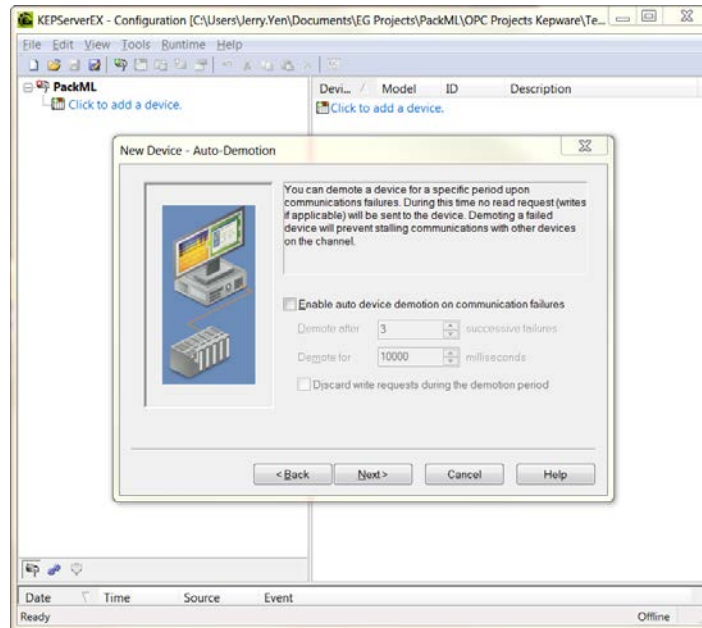 KEPServerEX - Configuration [C:\Users\Jerry.Yen\Documents\EG Projects\PackML\OPC Projects Kepware\Te...
File Edit View Tools Runtime Help
PackML
Click to add a device.
Devi... Model ID Description
Click to add a device.
New Device - Auto-Demotion
You can demote a device for a specific period upon
communications failures. During this time no read request (writes
if applicable) will be sent to the device. Demoting a failed
device will prevent stalling communications with other devices
on the channel.
Enable auto device demotion on communication failures
Demote after 3 successive failures
Demote for 10000 milliseconds
Discard write requests during the demotion period
< Back Next > Cancel Help
Date Time Source Event
Ready Offline